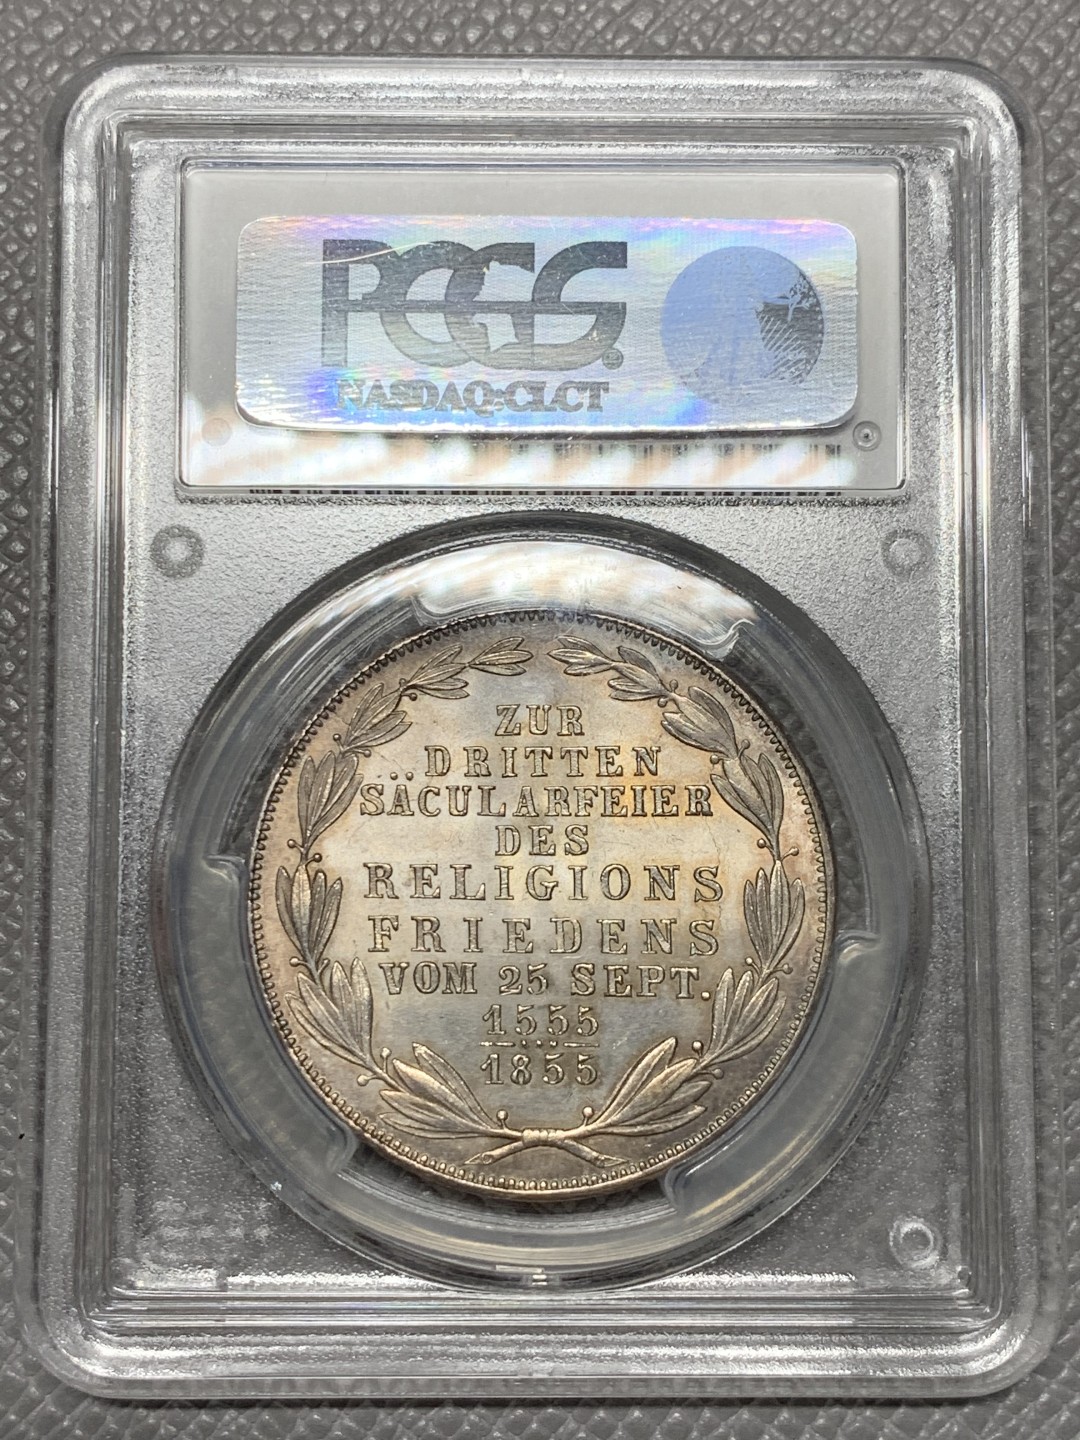 PCGS®
NASDAQ:CLCT
ZUR
DRITTEN
SÄCULARFEIER
DES
RELIGIONS
FRIEDENS
VOM 25 SEPT.
1555
1855